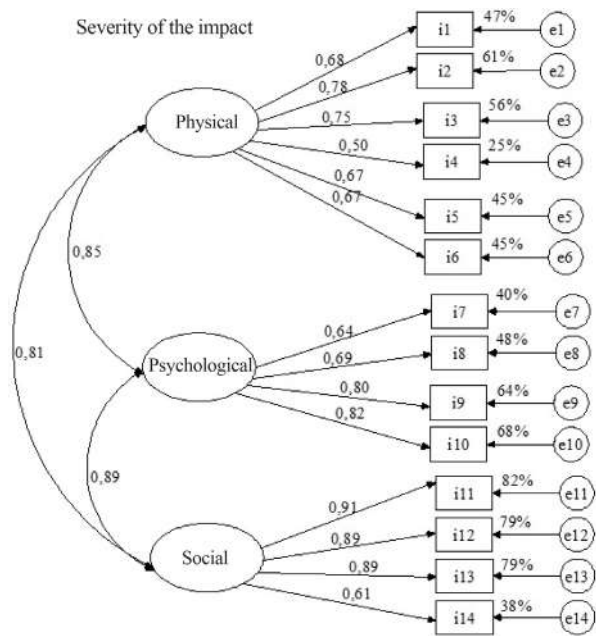 Severity of the impact
Physical
0,68
0,78
0,75
0,50
0,67
0,67
i1 47% e1
i2 61% e2
i3 56% e3
i4 25% e4
i5 45% e5
i6 45% e6
0,85
0,81
Psychological
0,64
0,69
0,80
0,82
i7 40% e7
i8 48% e8
i9 64% e9
i10 68% e10
0,89
Social
0,91
0,89
0,89
0,61
i11 82% e11
i12 79% e12
i13 79% e13
i14 38% e14